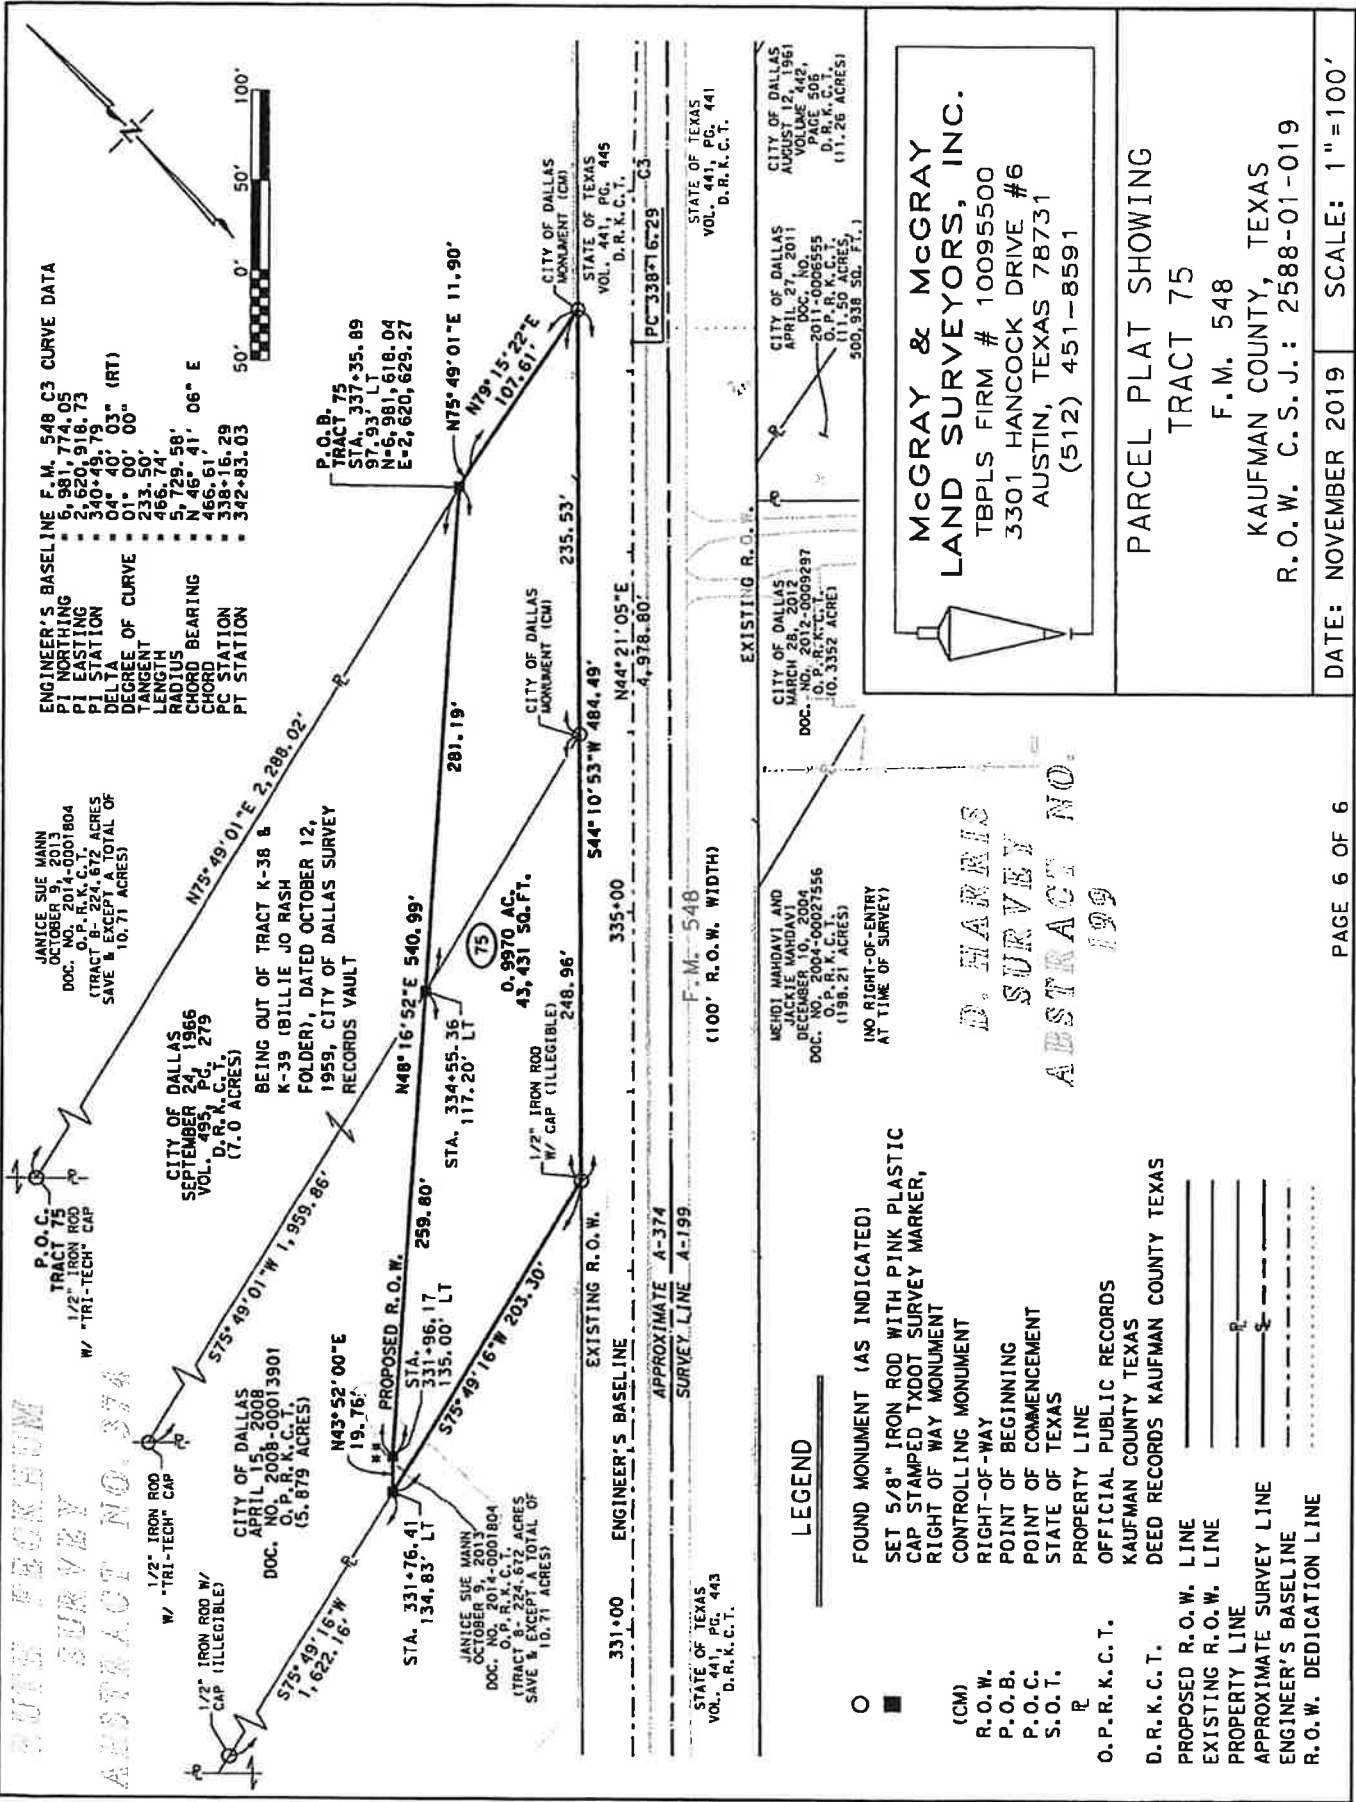 RUTH PECKHUM
SURVEY
ABSTRACT NO. 374
P.O.C.
TRACT 75
1/2" IRON ROD
W/ "TRI-TECH" CAP
JANICE SUE MANN
OCTOBER 9, 2013
DOC. NO. 2014-0001804
O.P.R.K.C.T.
(TRACT 8- 224.672 ACRES
SAVE & EXCEPT A TOTAL OF
10.71 ACRES)
ENGINEER'S BASELINE F.M. 548 C3 CURVE DATA
PI NORTHING = 6,981,774.05
PI EASTING = 2,620,918.73
PI STATION = 340+49.79
DELTA = 04° 40' 03" (RT)
DEGREE OF CURVE = 01° 00' 00"
TANGENT = 233.50'
LENGTH = 466.74'
RADIUS = 5,729.58'
CHORD BEARING = N 46° 41' 06" E
CHORD = 466.61'
PC STATION = 338+16.29
PT STATION = 342+83.03
50' 0' 50' 100'
N
N75°49'01"E 2,288.02'
1/2" IRON ROD
W/ "TRI-TECH" CAP
CITY OF DALLAS
SEPTEMBER 24, 1966
VOL. 495, PG. 279
D.R.K.C.T.
(7.0 ACRES)
BEING OUT OF TRACT K-38 &
K-39 (BILLIE JO RASH
FOLDER), DATED OCTOBER 12,
1959, CITY OF DALLAS SURVEY
RECORDS VAULT
S75°49'01"W 1,959.86'
P.O.B.
TRACT 75
STA. 337+35.89
97.93' LT
N=6,981,618.04
E=2,620,629.27
N75°49'01"E 11.90'
N79°15'22"E
107.61'
1/2" IRON ROD W/
CAP (ILLEGIBLE)
CITY OF DALLAS
APRIL 15, 2008
DOC. NO. 2008-00013901
O.P.R.K.C.T.
(5.879 ACRES)
S75°49'16"W
1,622.16'
N43°52'00"E
19.76'
**
PROPOSED R.O.W.
259.80'
N48°16'52"E 540.99'
281.19'
STA.
331+96.17
135.00' LT
STA. 331+76.41
134.83' LT
STA. 334+55.36
117.20' LT
75
0.9970 AC.
43,431 SQ.FT.
CITY OF DALLAS
MONUMENT (CM)
CITY OF DALLAS
MONUMENT (CM)
STATE OF TEXAS
VOL. 441, PG. 445
D.R.K.C.T.
JANICE SUE MANN
OCTOBER 9, 2013
DOC. NO. 2014-0001804
O.P.R.K.C.T.
(TRACT 8- 224.672 ACRES
SAVE & EXCEPT A TOTAL OF
10.71 ACRES)
S75°49'16"W 203.30'
1/2" IRON ROD
W/ CAP (ILLEGIBLE)
248.96'
235.53'
S44°10'53"W 484.49'
EXISTING R.O.W.
331+00
ENGINEER'S BASELINE
335+00
N44°21'05"E
4,978.80'
PC 338+16.29
C3
APPROXIMATE A-374
SURVEY LINE A-199
F.M. 548
(100' R.O.W. WIDTH)
STATE OF TEXAS
VOL. 441, PG. 443
D.R.K.C.T.
STATE OF TEXAS
VOL. 441, PG. 441
D.R.K.C.T.
EXISTING R.O.W.
MEHDI MAHDAVI AND
JACKIE MAHDAVI
DECEMBER 10, 2004
DOC. NO. 2004-00027556
O.P.R.K.C.T.
(198.21 ACRES)
(NO RIGHT-OF-ENTRY
AT TIME OF SURVEY)
CITY OF DALLAS
MARCH 28, 2012
DOC. NO. 2012-0009297
O.P.R.K.C.T.
(0.3352 ACRE)
CITY OF DALLAS
APRIL 27, 2011
DOC. NO.
2011-0006555
O.P.R.K.C.T.
(11.50 ACRES,
500,938 SQ. FT.)
CITY OF DALLAS
AUGUST 12, 1961
VOLUME 442,
PAGE 506
D.R.K.C.T.
(11.26 ACRES)
D. HARRIS
SURVEY
ABSTRACT NO.
199
LEGEND
FOUND MONUMENT (AS INDICATED)
SET 5/8" IRON ROD WITH PINK PLASTIC
CAP STAMPED TXDOT SURVEY MARKER,
RIGHT OF WAY MONUMENT
(CM) CONTROLLING MONUMENT
R.O.W. RIGHT-OF-WAY
P.O.B. POINT OF BEGINNING
P.O.C. POINT OF COMMENCEMENT
S.O.T. STATE OF TEXAS
PL PROPERTY LINE
O.P.R.K.C.T. OFFICIAL PUBLIC RECORDS
KAUFMAN COUNTY TEXAS
D.R.K.C.T. DEED RECORDS KAUFMAN COUNTY TEXAS
PROPOSED R.O.W. LINE
EXISTING R.O.W. LINE
PROPERTY LINE
APPROXIMATE SURVEY LINE
ENGINEER'S BASELINE
R.O.W. DEDICATION LINE
McGRAY & McGRAY
LAND SURVEYORS, INC.
TBPLS FIRM # 10095500
3301 HANCOCK DRIVE #6
AUSTIN, TEXAS 78731
(512) 451-8591
PARCEL PLAT SHOWING
TRACT 75
F.M. 548
KAUFMAN COUNTY, TEXAS
R.O.W. C.S.J.: 2588-01-019
DATE: NOVEMBER 2019
SCALE: 1"=100'
PAGE 6 OF 6